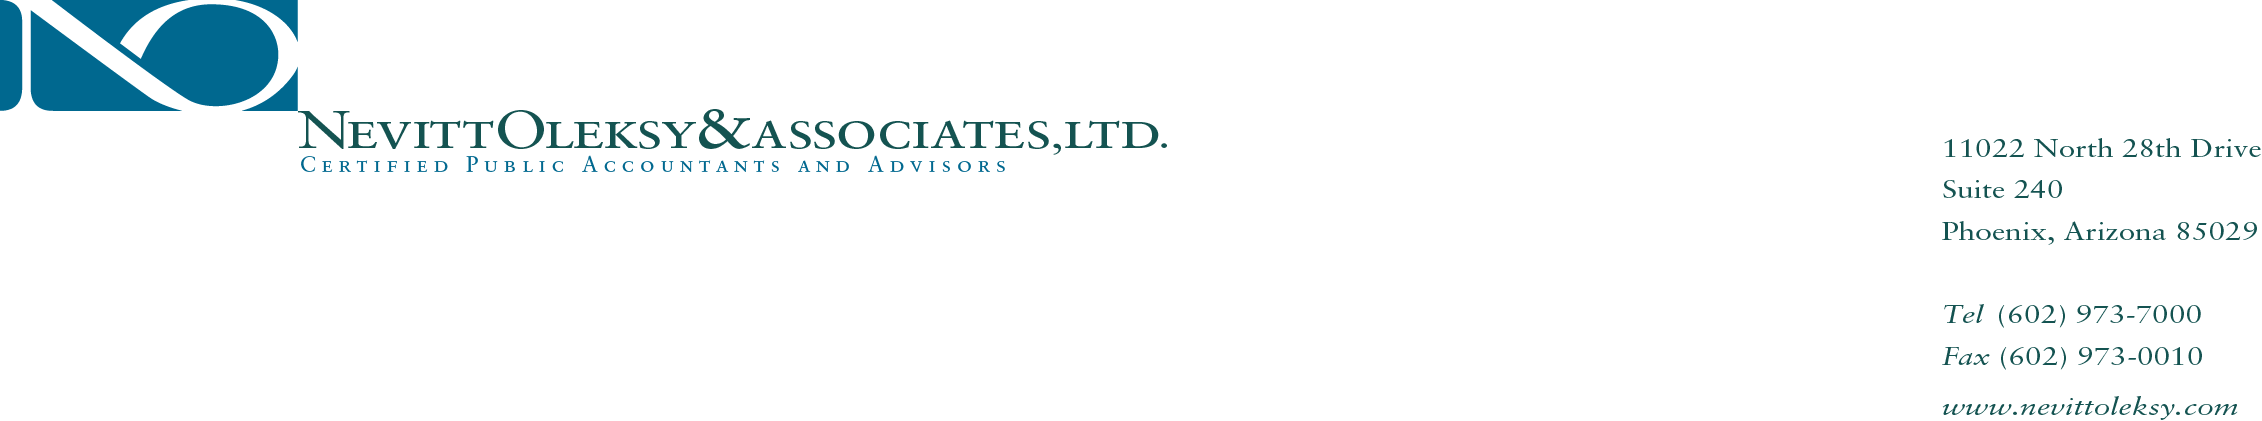 NO
NEVITTOLEKSY&ASSOCIATES,LTD.
CERTIFIED PUBLIC ACCOUNTANTS AND ADVISORS
11022 North 28th Drive
Suite 240
Phoenix, Arizona 85029
Tel (602) 973-7000
Fax (602) 973-0010
www.nevittoleksy.com